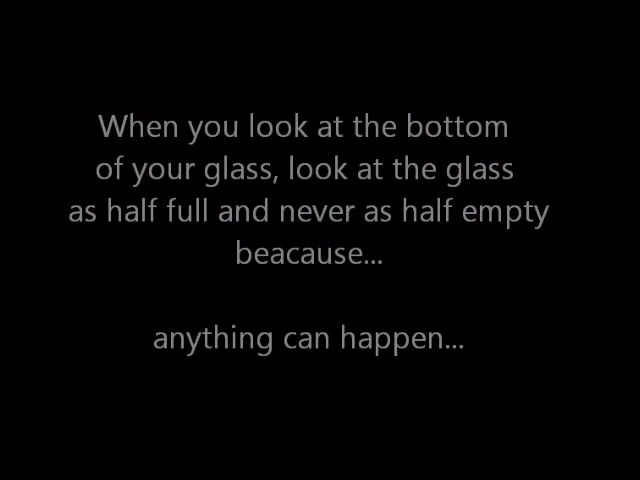 When you look at the bottom
of your glass, look at the glass
as half full and never as half empty
beacause...
anything can happen...